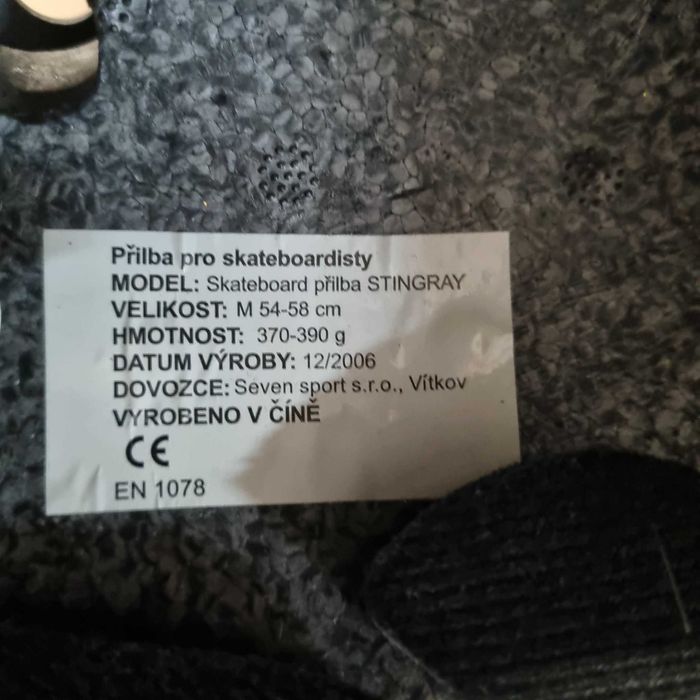 Přilba pro skateboardisty
MODEL: Skateboard přilba STINGRAY
VELIKOST: M 54-58 cm
HMOTNOST: 370-390 g
DATUM VÝROBY: 12/2006
DOVOZCE: Seven sport s.r.o., Vítkov
VYROBENO V ČÍNĚ
CE
EN 1078